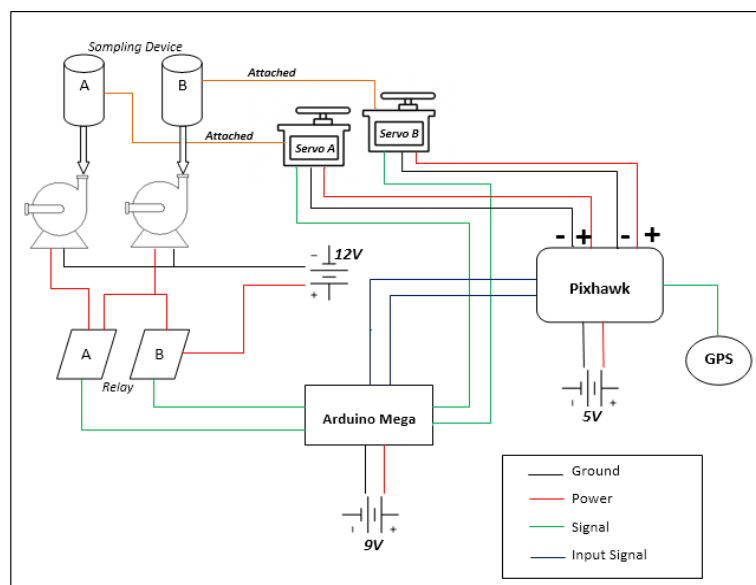 Sampling Device
A
B
Attached
Attached
Servo A
Servo B
- + - +
- 12V
+
Pixhawk
A
B
Relay
GPS
- +
5V
Arduino Mega
- +
9V
Ground
Power
Signal
Input Signal